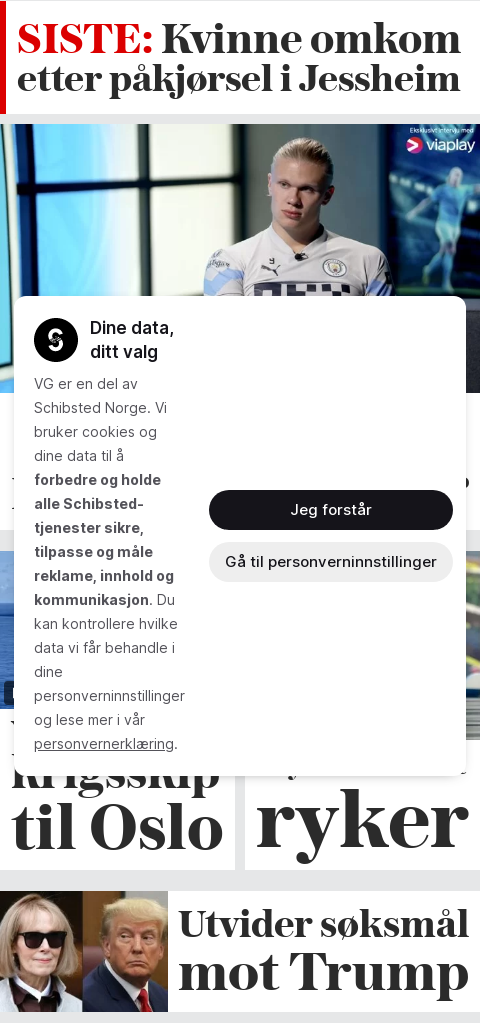 SISTE: Kvinne omkom
etter påkjørsel i Jessheim
Eksklusivt intervju med
viaplay
Dine data,
ditt valg
VG er en del av
Schibsted Norge. Vi
bruker cookies og
dine data til å
forbedre og holde
alle Schibsted-
tjenester sikre,
tilpasse og måle
reklame, innhold og
kommunikasjon. Du
kan kontrollere hvilke
data vi får behandle i
dine
personverninnstillinger
og lese mer i vår
personvernerklæring.
Jeg forstår
Gå til personverninnstillinger
krigsskip
til Oslo
ryker
Utvider søksmål
mot Trump